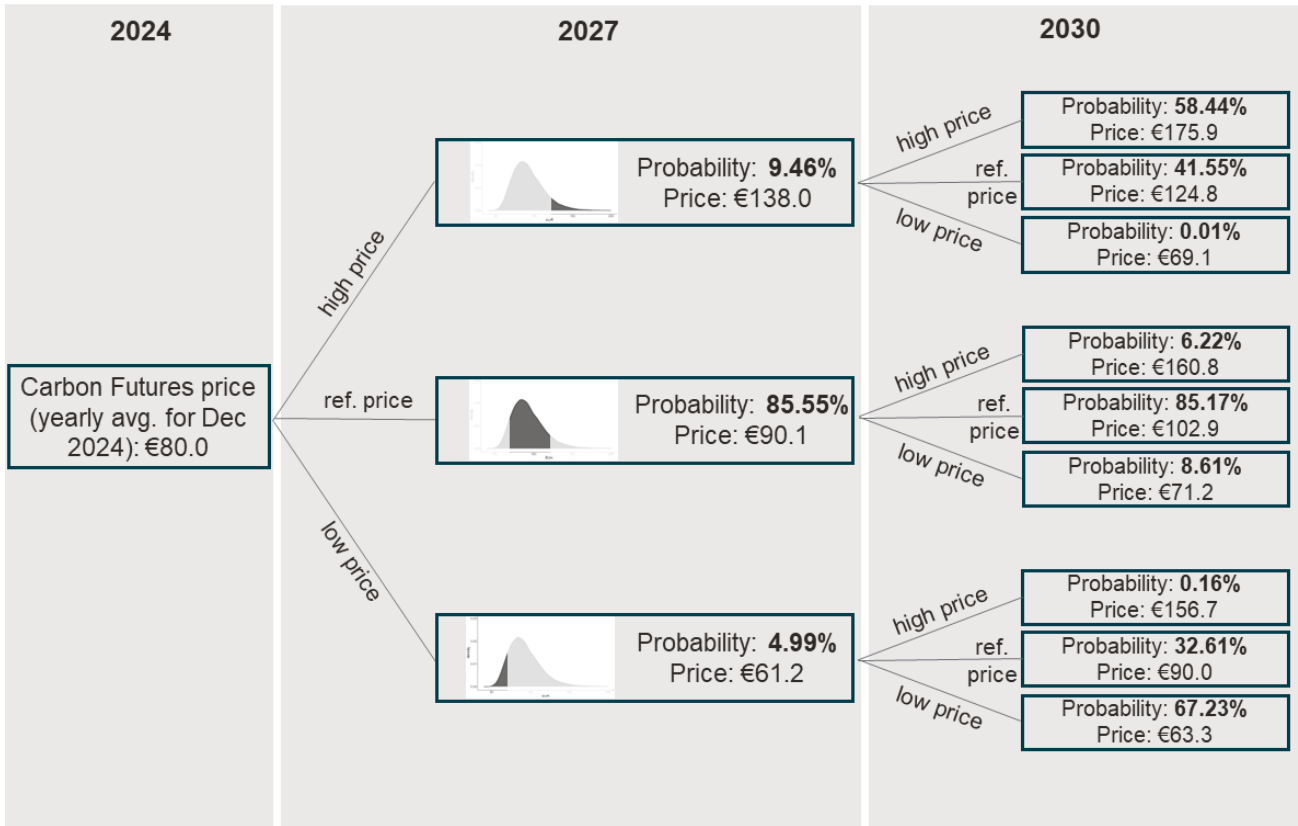 2024
2027
2030
Carbon Futures price
(yearly avg. for Dec
2024): €80.0
high price
ref. price
low price
Probability: 9.46%
Price: €138.0
high price
ref.
price
low price
Probability: 58.44%
Price: €175.9
Probability: 41.55%
Price: €124.8
Probability: 0.01%
Price: €69.1
Probability: 85.55%
Price: €90.1
high price
ref.
price
low price
Probability: 6.22%
Price: €160.8
Probability: 85.17%
Price: €102.9
Probability: 8.61%
Price: €71.2
Probability: 4.99%
Price: €61.2
high price
ref.
price
low price
Probability: 0.16%
Price: €156.7
Probability: 32.61%
Price: €90.0
Probability: 67.23%
Price: €63.3